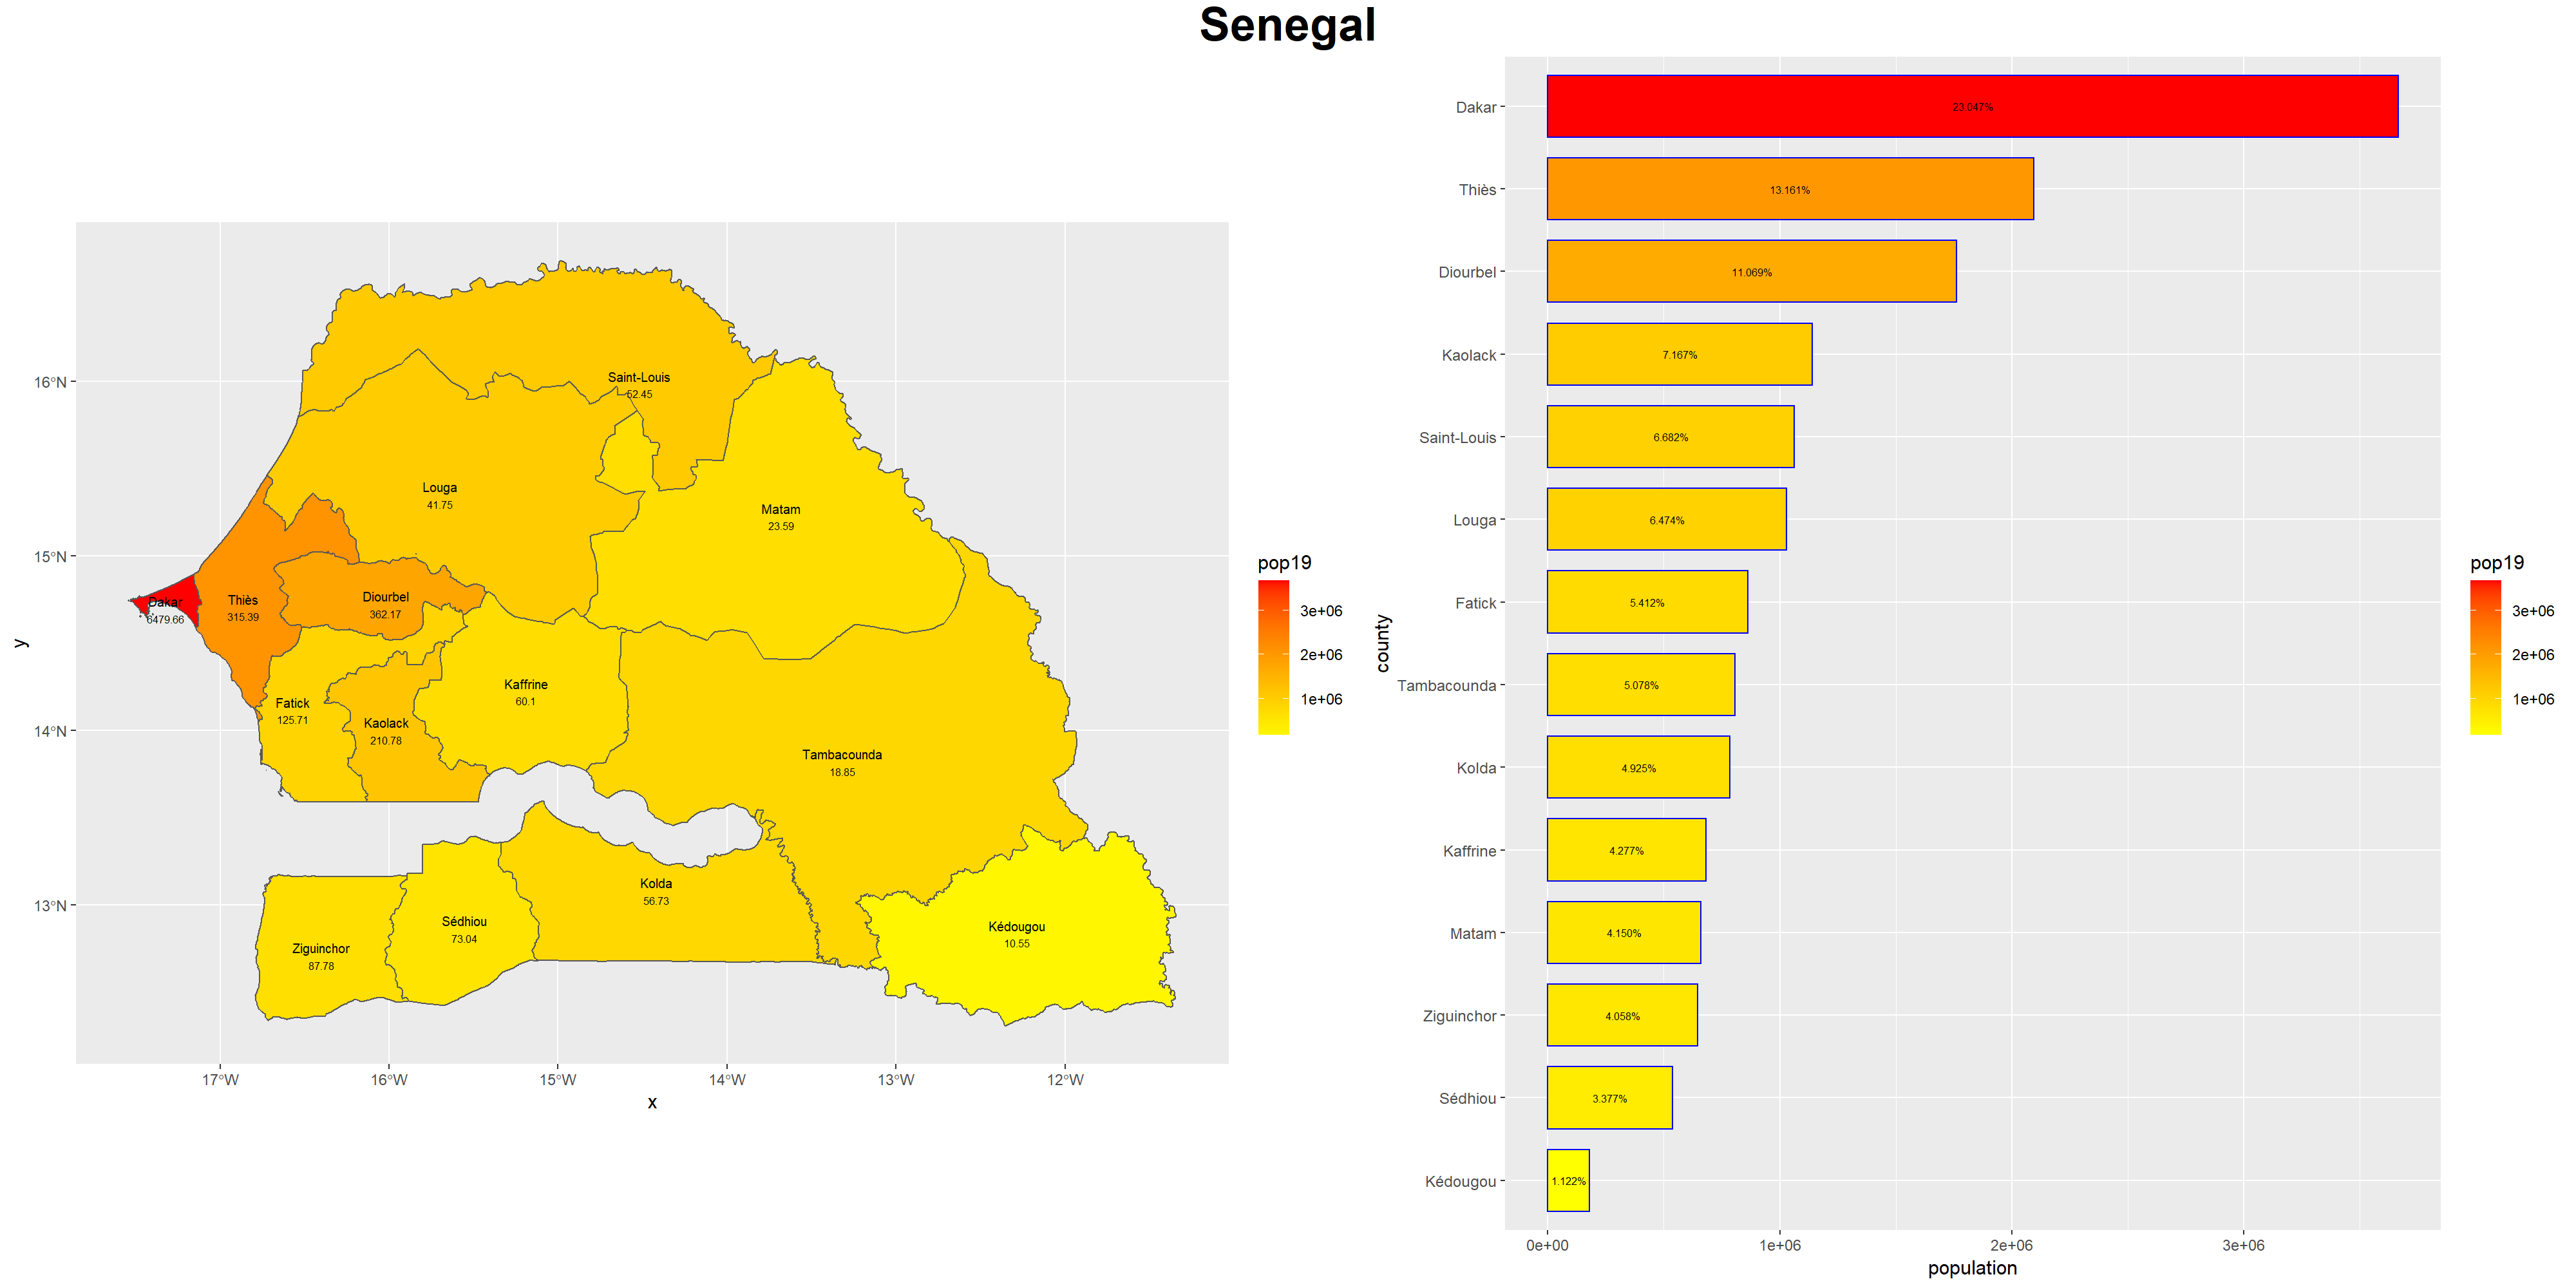 Senegal
y
16°N
15°N
14°N
13°N
17°W
16°W
15°W
14°W
13°W
12°W
x
Saint-Louis
52.45
Louga
41.75
Matam
23.59
Dakar
6479.66
Thiès
315.39
Diourbel
362.17
Fatick
125.71
Kaolack
210.78
Kaffrine
60.1
Tambacounda
18.85
Ziguinchor
87.78
Sédhiou
73.04
Kolda
56.73
Kédougou
10.55
pop19
3e+06
2e+06
1e+06
county
Dakar
23.047%
Thiès
13.161%
Diourbel
11.069%
Kaolack
7.167%
Saint-Louis
6.682%
Louga
6.474%
Fatick
5.412%
Tambacounda
5.078%
Kolda
4.925%
Kaffrine
4.277%
Matam
4.150%
Ziguinchor
4.058%
Sédhiou
3.377%
Kédougou
1.122%
0e+00
1e+06
2e+06
3e+06
population
pop19
3e+06
2e+06
1e+06